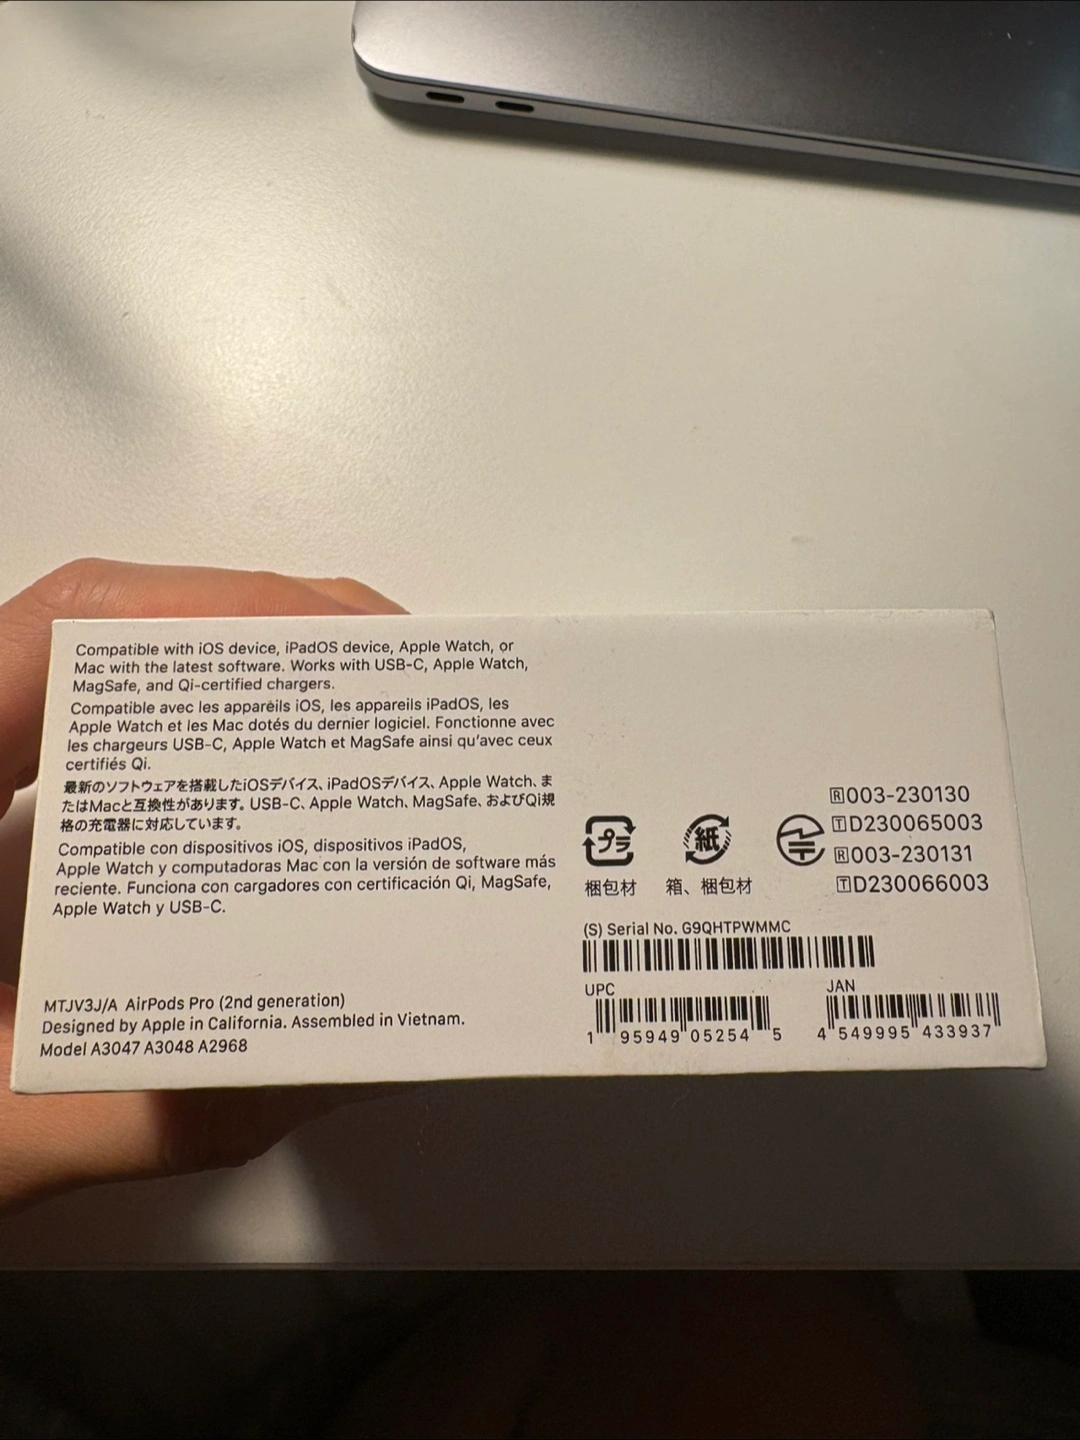 Compatible with iOS device, iPadOS device, Apple Watch, or
Mac with the latest software. Works with USB-C, Apple Watch,
MagSafe, and Qi-certified chargers.
Compatible avec les appareils iOS, les appareils iPadOS, les
Apple Watch et les Mac dotés du dernier logiciel. Fonctionne avec
les chargeurs USB-C, Apple Watch et MagSafe ainsi qu'avec ceux
certifiés Qi.
最新のソフトウェアを搭載したiOSデバイス、iPadOSデバイス、Apple Watch、ま
たはMacと互換性があります。USB-C、Apple Watch、MagSafe、およびQi規
格の充電器に対応しています。
Compatible con dispositivos iOS, dispositivos iPadOS,
Apple Watch y computadoras Mac con la versión de software más
reciente. Funciona con cargadores con certificación Qi, MagSafe,
Apple Watch y USB-C.
MTJV3J/A AirPods Pro (2nd generation)
Designed by Apple in California. Assembled in Vietnam.
Model A3047 A3048 A2968
プラ
梱包材
紙
箱、梱包材
R 003-230130
T D230065003
R 003-230131
T D230066003
(S) Serial No. G9QHTPWMMC
UPC
1 95949 05254 5
JAN
4 549995 433937